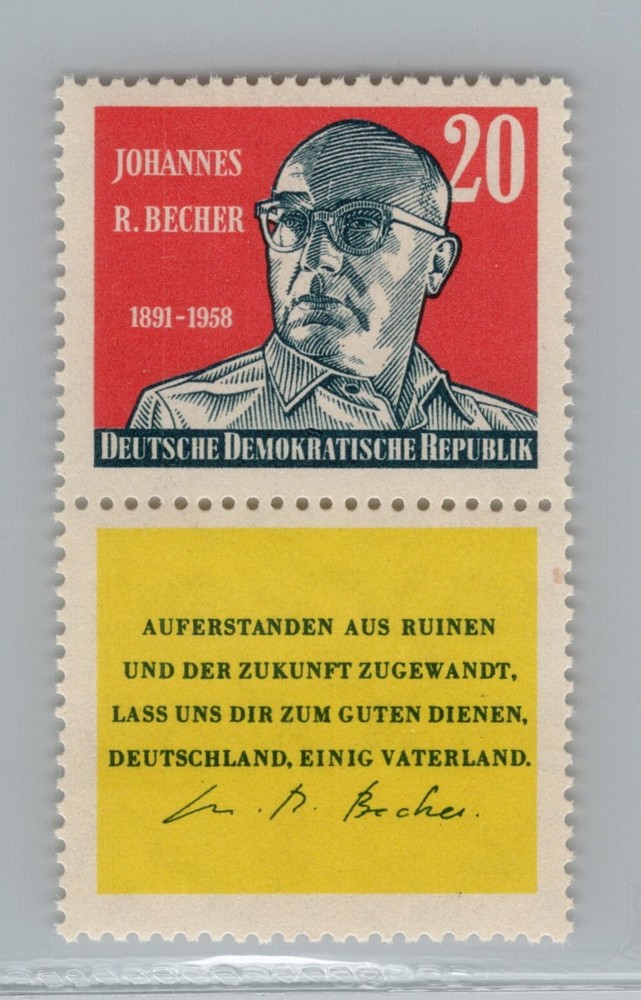 JOHANNES
R. BECHER
20
1891-1958
DEUTSCHE DEMOKRATISCHE REPUBLIK
AUFERSTANDEN AUS RUINEN
UND DER ZUKUNFT ZUGEWANDT,
LASS UNS DIR ZUM GUTEN DIENEN,
DEUTSCHLAND, EINIG VATERLAND.
R. Becher.